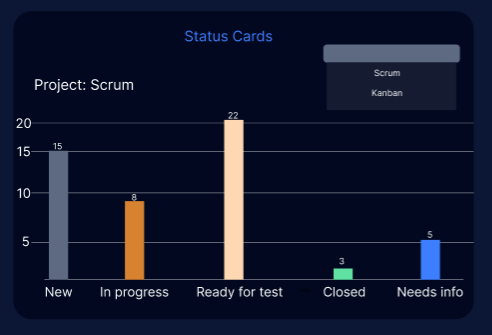 Status Cards
Scrum
Project: Scrum
Kanban
22
20
15
15
10
8
5
5
3
New
In progress
Ready for test
Closed
Needs info